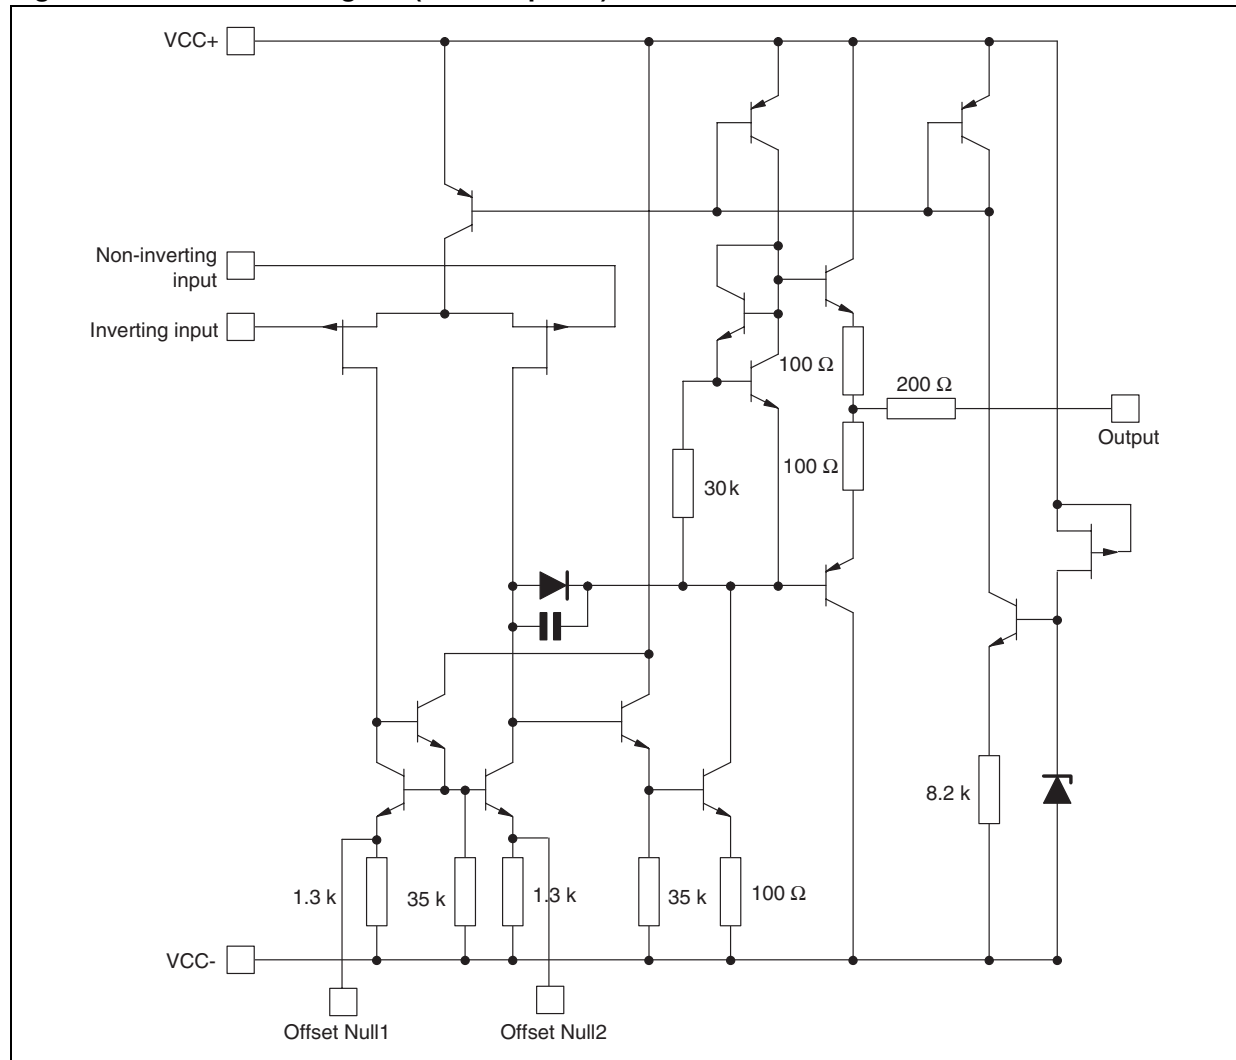 VCC+
Non-inverting
input
Inverting input
100 Ω
200 Ω
Output
100 Ω
30k
8.2 k
1.3 k
35 k
1.3 k
35 k
100 Ω
VCC-
Offset Null1
Offset Null2